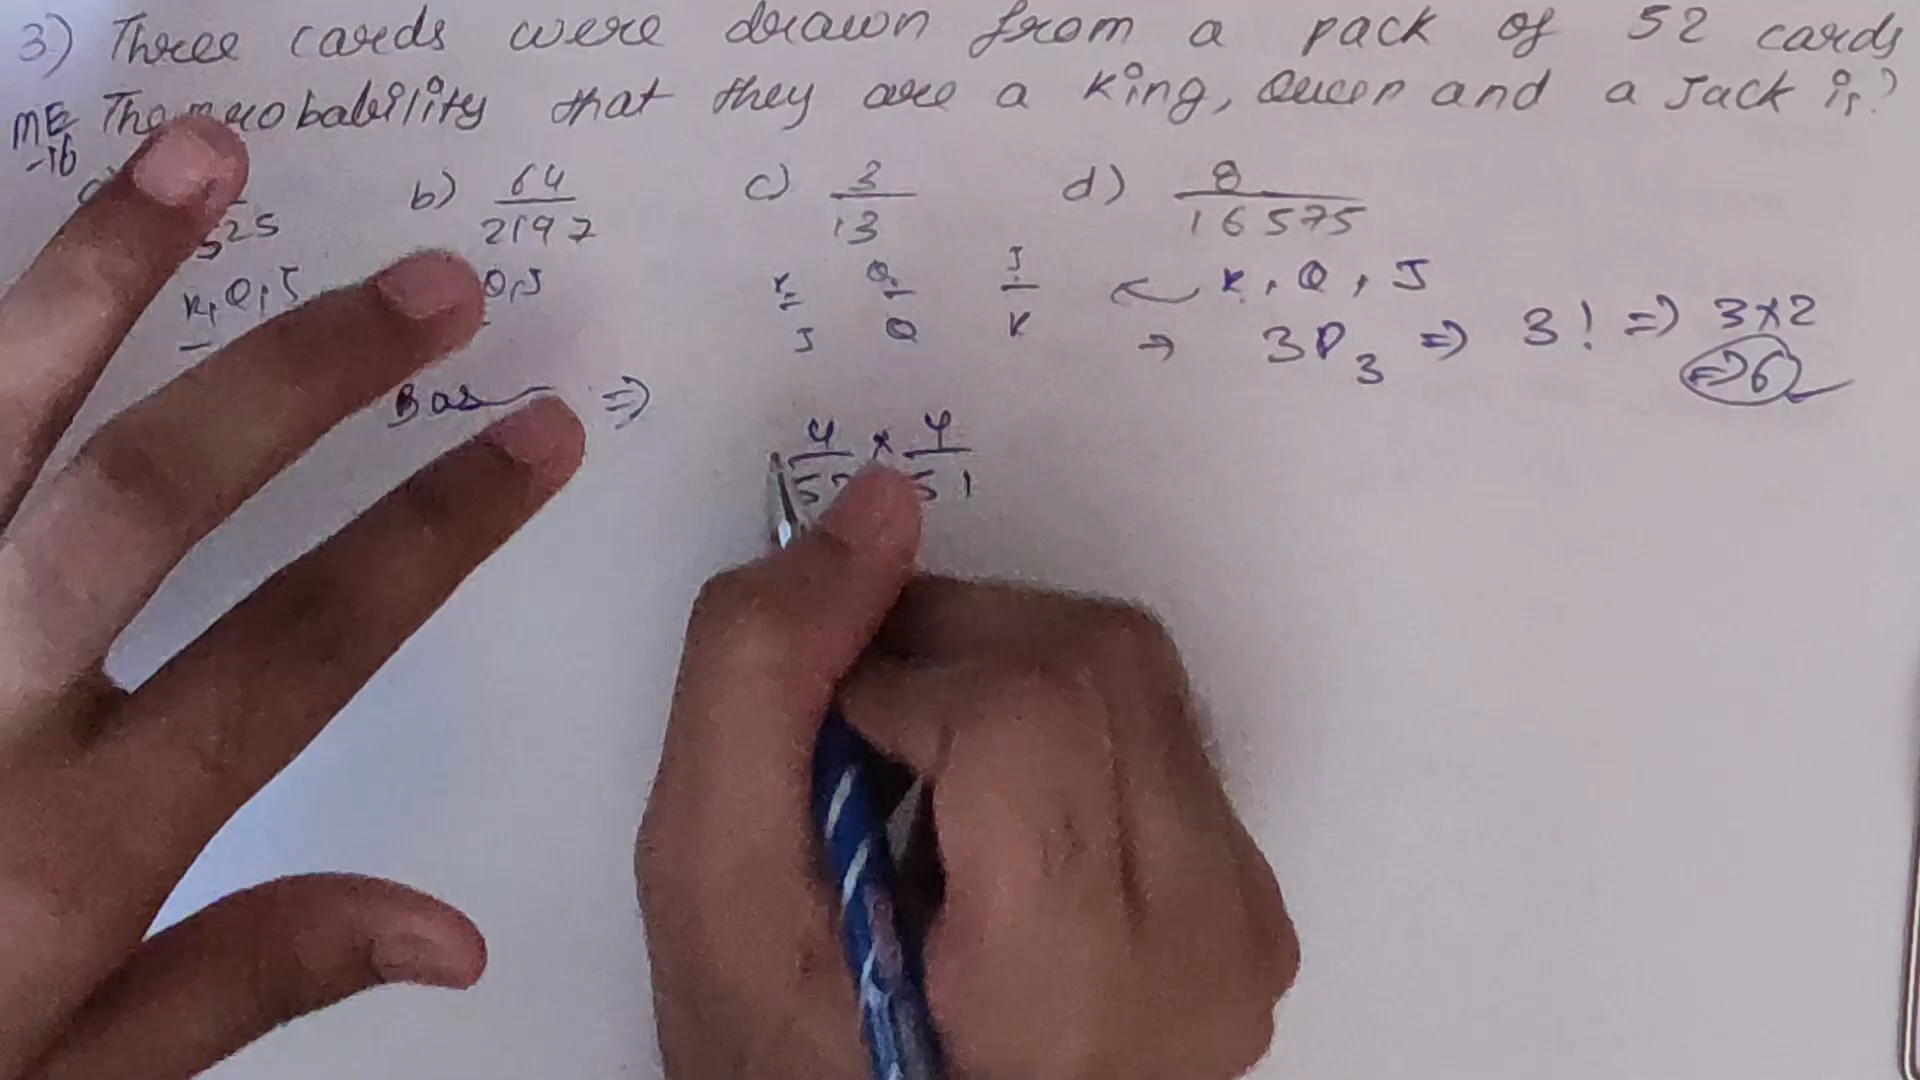 3) Three cards were drawn from a pack of 52 cards
ME The probability that they are a King, Queen and a Jack is?
-16
a) 525 b) 64/2197 c) 3/13 d) 8/16575
K, Q, J Q, J K Q J ← K, Q, J
J Q K → 3P3 ⇒ 3! ⇒ 3×2
⇒6
⇒
4/52 × 4/51